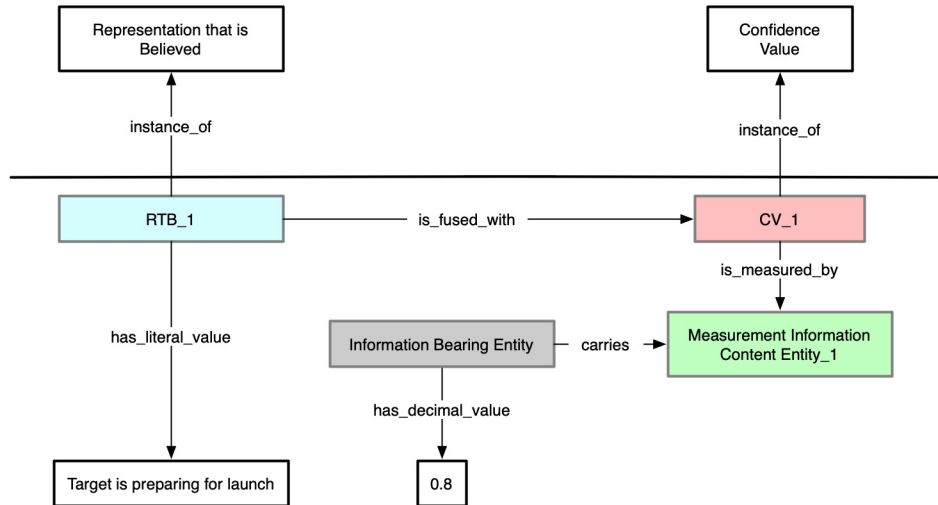 Representation that is
Believed
Confidence
Value
instance_of
instance_of
RTB_1
is_fused_with
CV_1
is_measured_by
has_literal_value
Information Bearing Entity
carries
Measurement Information
Content Entity_1
has_decimal_value
Target is preparing for launch
0.8